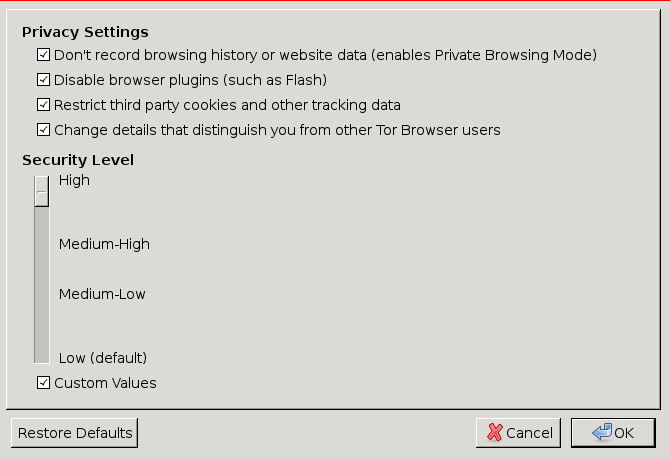 Privacy Settings
Don't record browsing history or website data (enables Private Browsing Mode)
Disable browser plugins (such as Flash)
Restrict third party cookies and other tracking data
Change details that distinguish you from other Tor Browser users
Security Level
High
Medium-High
Medium-Low
Low (default)
Custom Values
Restore Defaults Cancel OK